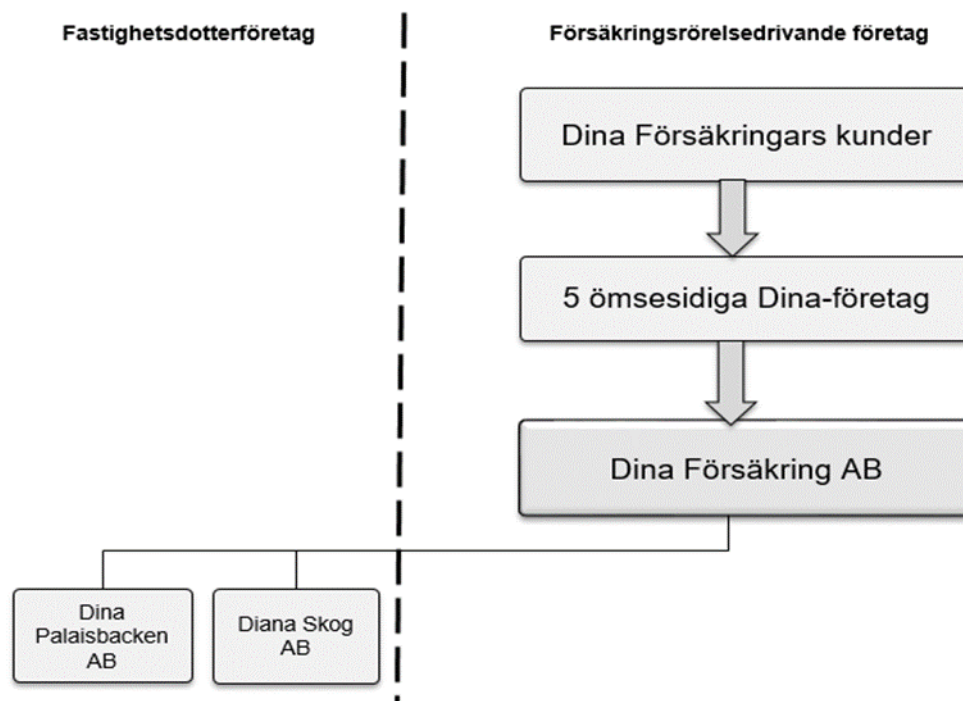 Fastighetsdotterföretag
Försäkringsrörelsedrivande företag
Dina Försäkringars kunder
5 ömsesidiga Dina-företag
Dina Försäkring AB
Dina
Palaisbacken
AB
Diana Skog
AB